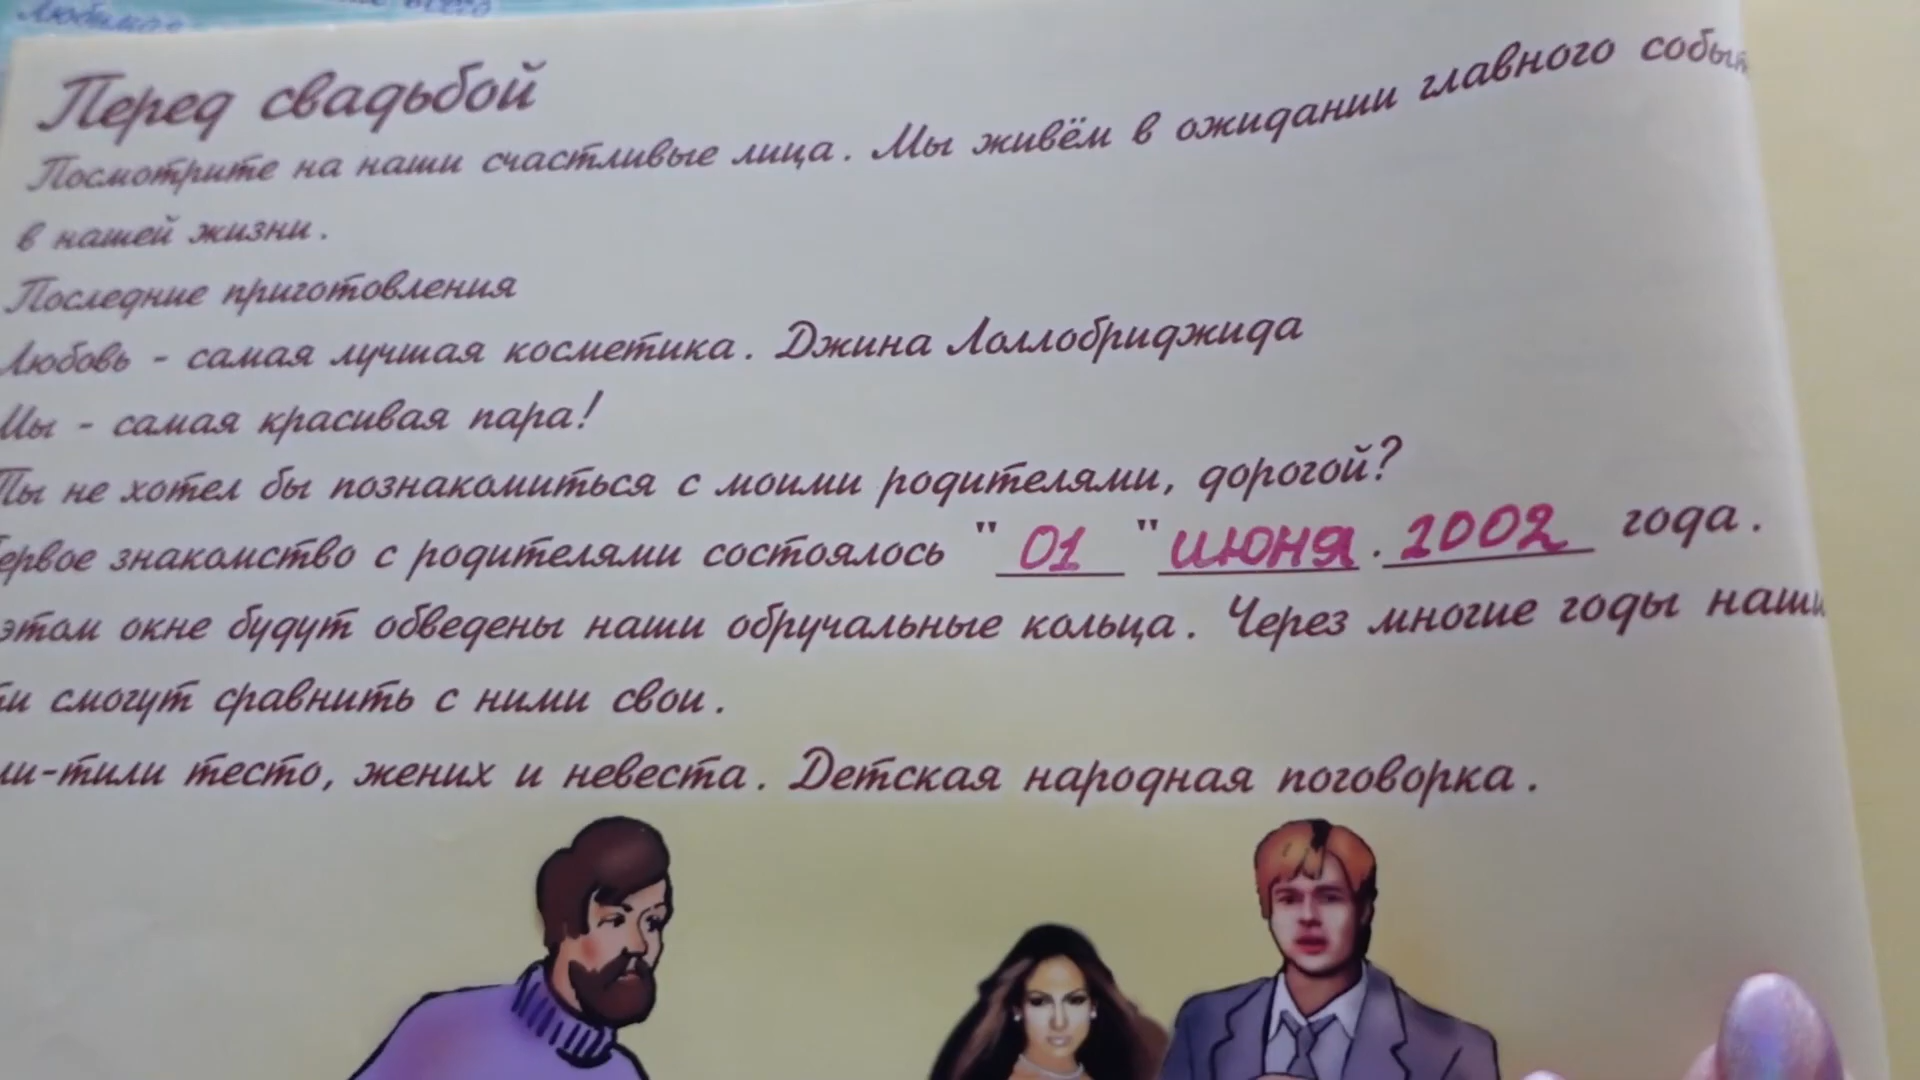 Перед свадьбой
Посмотрите на наши счастливые лица. Мы живём в ожидании главного
в нашей жизни.
Последние приготовления
Любовь - самая лучшая косметика. Джина Лоллобриджида
Мы - самая красивая пара!
Ты не хотел бы познакомиться с моими родителями, дорогой?
знакомство с родителями состоялось "01" июня. 2002 года.
этом окне будут обведены наши обручальные кольца. Через многие годы наши
смогут сравнить с ними свои.
тили тесто, жених и невеста. Детская народная поговорка.